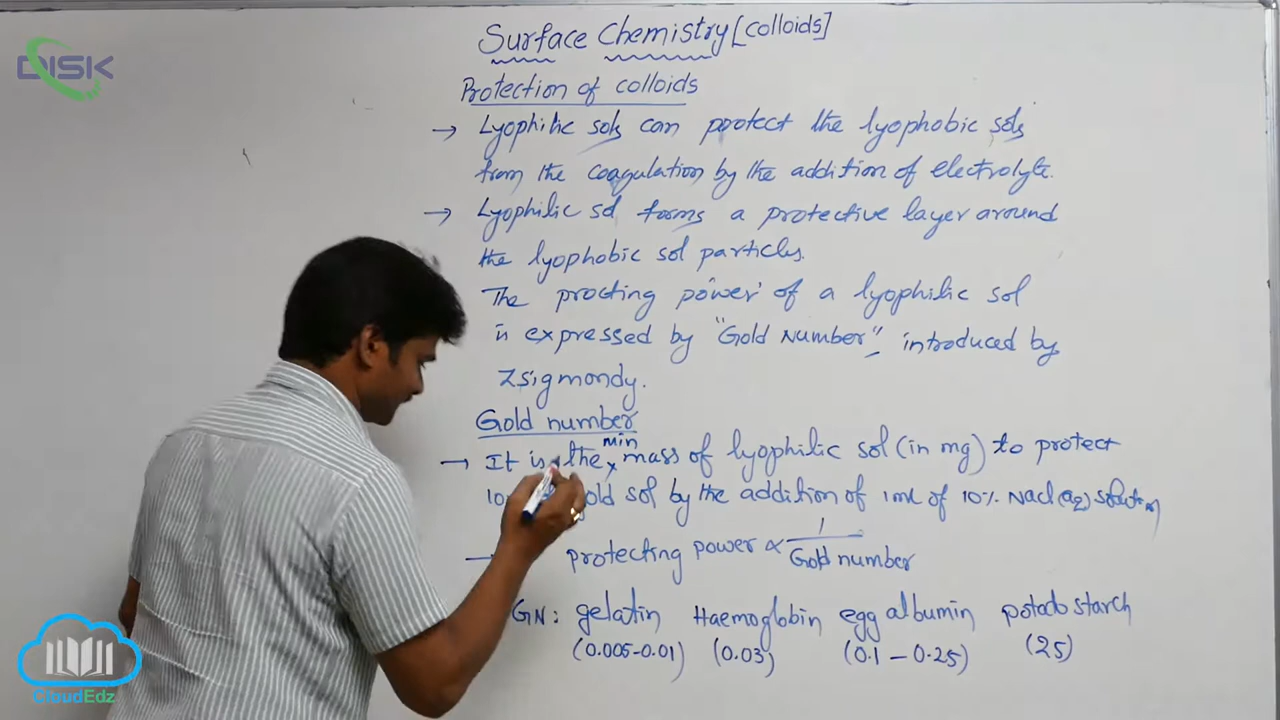 DISK
Surface Chemistry [colloids]
Protection of colloids
→ Lyophilic sols can protect the lyophobic sols
from the coagulation by the addition of electrolyte.
→ Lyophilic sol forms a protective layer around
the lyophobic sol particles.
The procting power of a lyophilic sol
is expressed by "Gold Number", introduced by
Zsigmondy.
Gold number
min
→ It is the mass of lyophilic sol (in mg) to protect
sol by the addition of 1ml of 10% NaCl(aq) solution
→ protecting power ∝ 1/Gold number
GN: gelatin Haemoglobin egg albumin potado starch
(0.005-0.01) (0.03) (0.1-0.25) (25)
CloudEdz